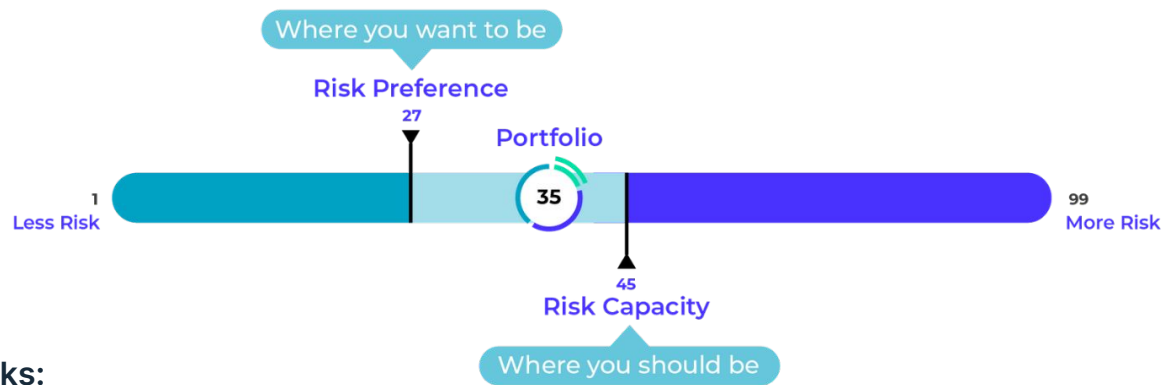 Where you want to be
Risk Preference
27
Portfolio
35
1
Less Risk
99
More Risk
45
Risk Capacity
Where you should be
ks: